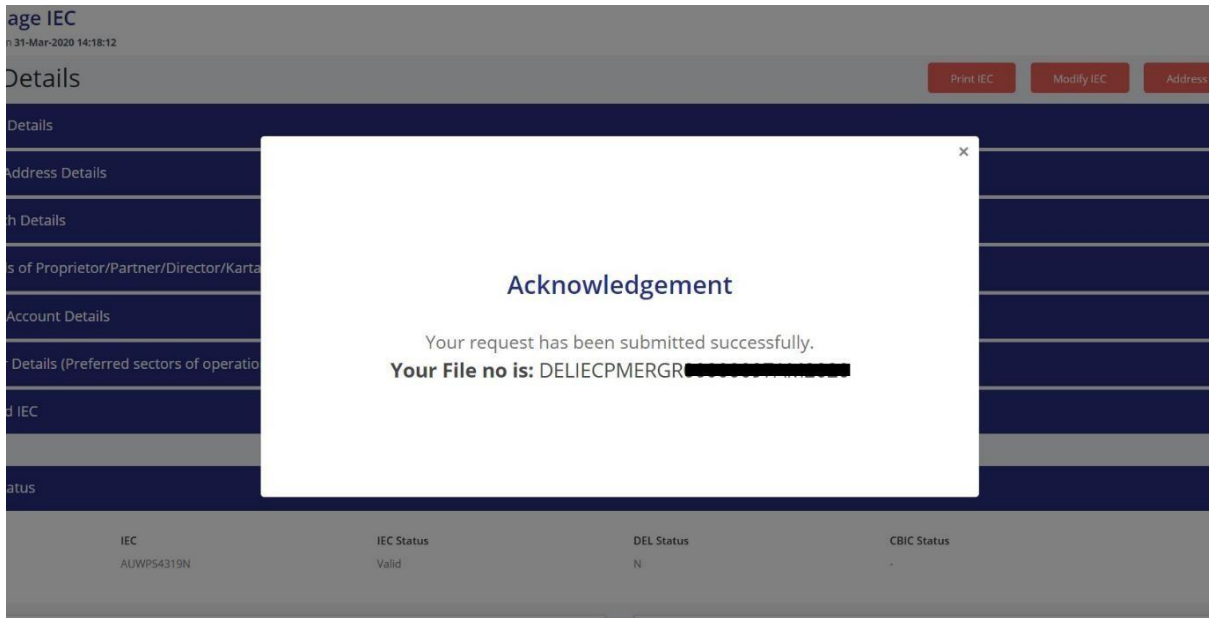 age IEC
n 31-Mar-2020 14:18:12
Details
Print IEC
Modify IEC
Address
Details
Address Details
ch Details
s of Proprietor/Partner/Director/Karta
Account Details
Details (Preferred sectors of operatio
d IEC
atus
×
Acknowledgement
Your request has been submitted successfully.
Your File no is: DELIECPMERGR
IEC IEC Status DEL Status CBIC Status
AUWPS4319N Valid N -